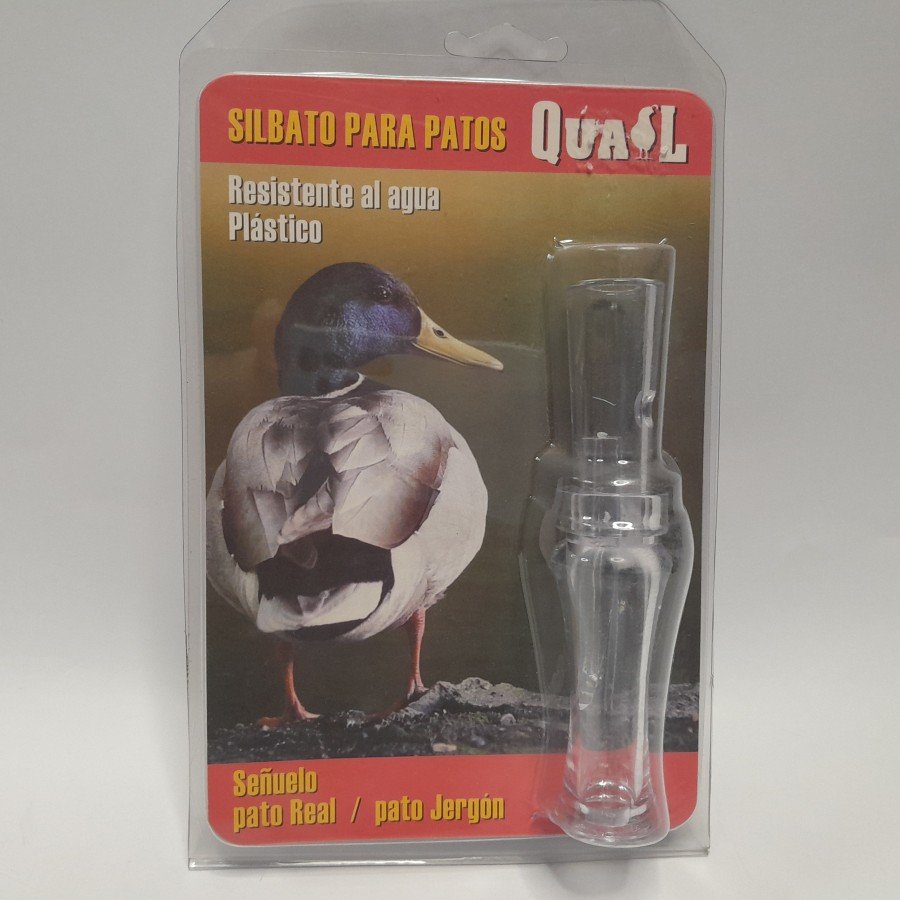 SILBATO PARA PATOS
QUAIL
Resistente al agua
Plástico
Señuelo
pato Real / pato Jergón